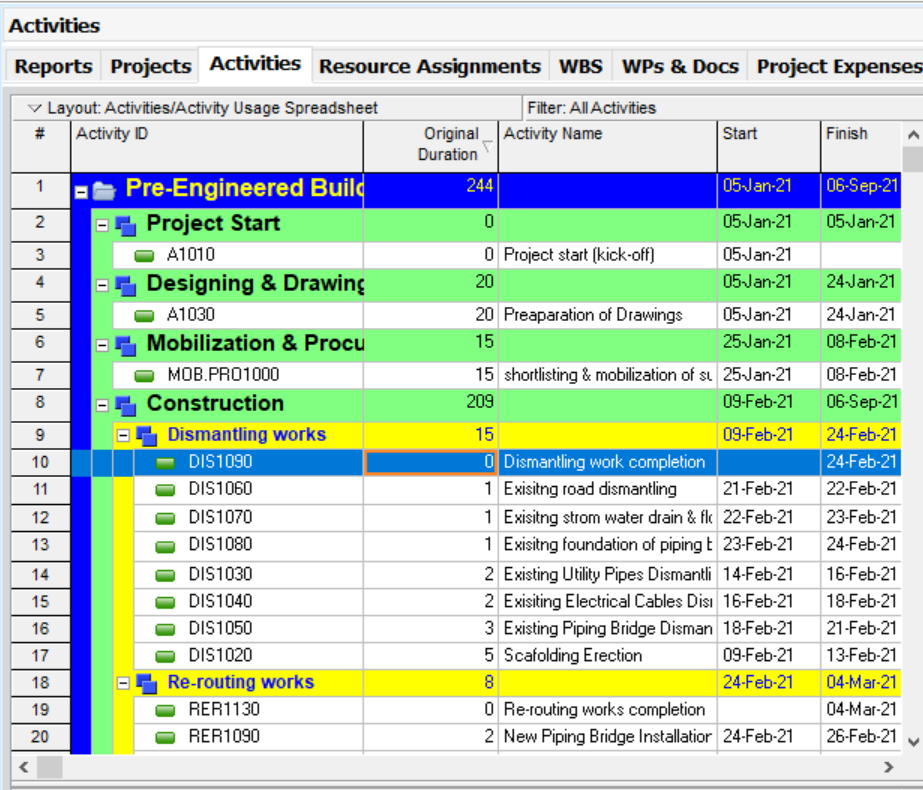 Activities
Reports Projects Activities Resource Assignments WBS WPs & Docs Project Expenses
Layout: Activities/Activity Usage Spreadsheet Filter: All Activities
# Activity ID Original Duration Activity Name Start Finish
1 Pre-Engineered Build 244 05-Jan-21 06-Sep-21
2 Project Start 0 05-Jan-21 05-Jan-21
3 A1010 0 Project start (kick-off) 05-Jan-21
4 Designing & Drawing 20 05-Jan-21 24-Jan-21
5 A1030 20 Preaparation of Drawings 05-Jan-21 24-Jan-21
6 Mobilization & Procu 15 25-Jan-21 08-Feb-21
7 MOB.PRO1000 15 shortlisting & mobilization of su 25-Jan-21 08-Feb-21
8 Construction 209 09-Feb-21 06-Sep-21
9 Dismantling works 15 09-Feb-21 24-Feb-21
10 DIS1090 0 Dismantling work completion 24-Feb-21
11 DIS1060 1 Exisitng road dismantling 21-Feb-21 22-Feb-21
12 DIS1070 1 Exisitng strom water drain & flo 22-Feb-21 23-Feb-21
13 DIS1080 1 Exisitng foundation of piping b 23-Feb-21 24-Feb-21
14 DIS1030 2 Existing Utility Pipes Dismantli 14-Feb-21 16-Feb-21
15 DIS1040 2 Exisiting Electrical Cables Disr 16-Feb-21 18-Feb-21
16 DIS1050 3 Existing Piping Bridge Disman 18-Feb-21 21-Feb-21
17 DIS1020 5 Scafolding Erection 09-Feb-21 13-Feb-21
18 Re-routing works 8 24-Feb-21 04-Mar-21
19 RER1130 0 Re-routing works completion 04-Mar-21
20 RER1090 2 New Piping Bridge Installation 24-Feb-21 26-Feb-21